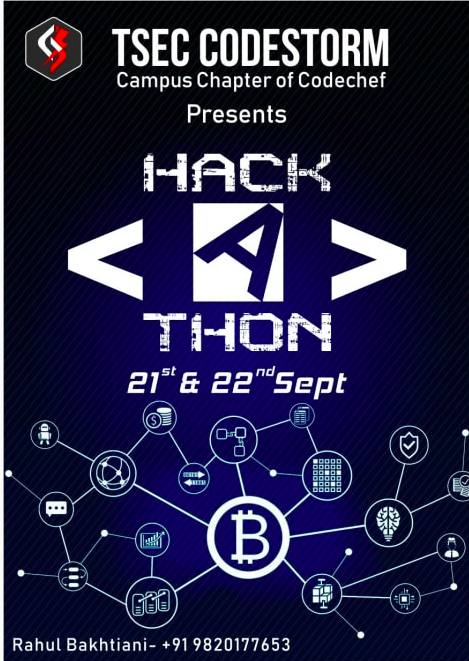 TSEC CODESTORM
Campus Chapter of Codechef
Presents
HACK
< A >
THON
21st & 22nd Sept
Rahul Bakhtiani- +91 9820177653